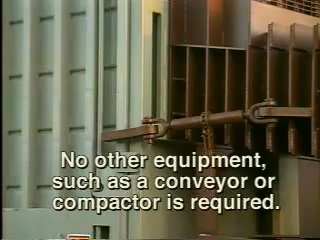 No other equipment,
such as a conveyor or
compactor is required.